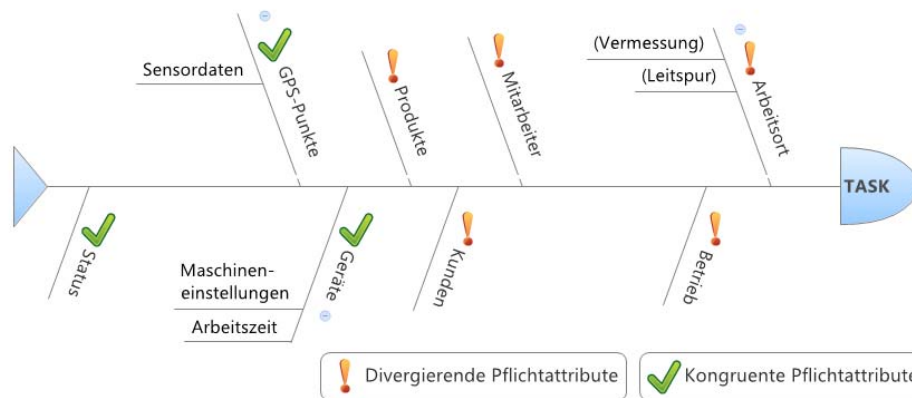 (Vermessung)
(Leitspur)
Sensordaten
GPS-Punkte
Produkte
Mitarbeiter
Arbeitsort
TASK
Status
Maschinen-
einstellungen
Arbeitszeit
Geräte
Kunden
Betrieb
Divergierende Pflichtattribute
Kongruente Pflichtattribute